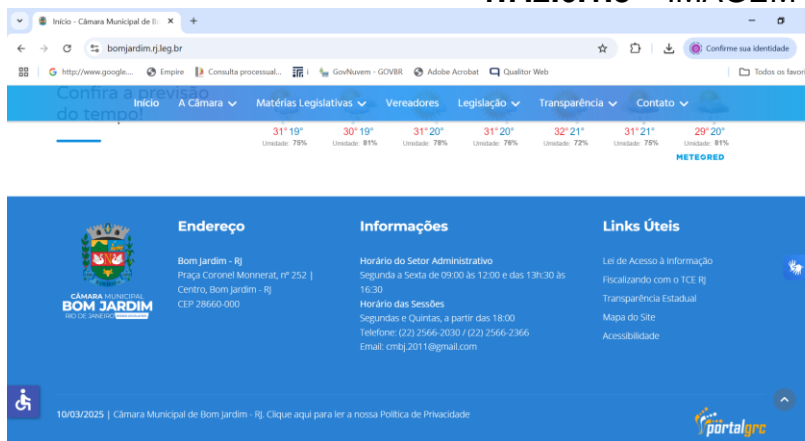 IMAGEM
Início - Câmara Municipal de B
bomjardim.rj.leg.br
Confirme sua identidade
http://www.google.... Empire Consulta processual... i GovNuvem - GOVBR Adobe Acrobat Qualitor Web Todos os favori
Confira a previsão
do tempo!
Início A Câmara Matérias Legislativas Vereadores Legislação Transparência Contato
31° 19° 30° 19° 31° 20° 31° 20° 32° 21° 31° 21° 29° 20°
Umidade: 75% Umidade: 81% Umidade: 78% Umidade: 76% Umidade: 72% Umidade: 75% Umidade: 81%
METEORED
Endereço
Bom Jardim - RJ
Praça Coronel Monnerat, nº 252 |
Centro, Bom Jardim - RJ
CEP 28660-000
Informações
Horário do Setor Administrativo
Segunda a Sexta de 09:00 às 12:00 e das 13h:30 às
16:30
Horário das Sessões
Segundas e Quintas, a partir das 18:00
Telefone: (22) 2566-2030 / (22) 2566-2366
Email: cmbj.2011@gmail.com
Links Úteis
Lei de Acesso à Informação
Fiscalizando com o TCE RJ
Transparência Estadual
Mapa do Site
Acessibilidade
CÂMARA MUNICIPAL
BOM JARDIM
RIO DE JANEIRO
10/03/2025 | Câmara Municipal de Bom Jardim - RJ. Clique aqui para ler a nossa Política de Privacidade
portalgrc